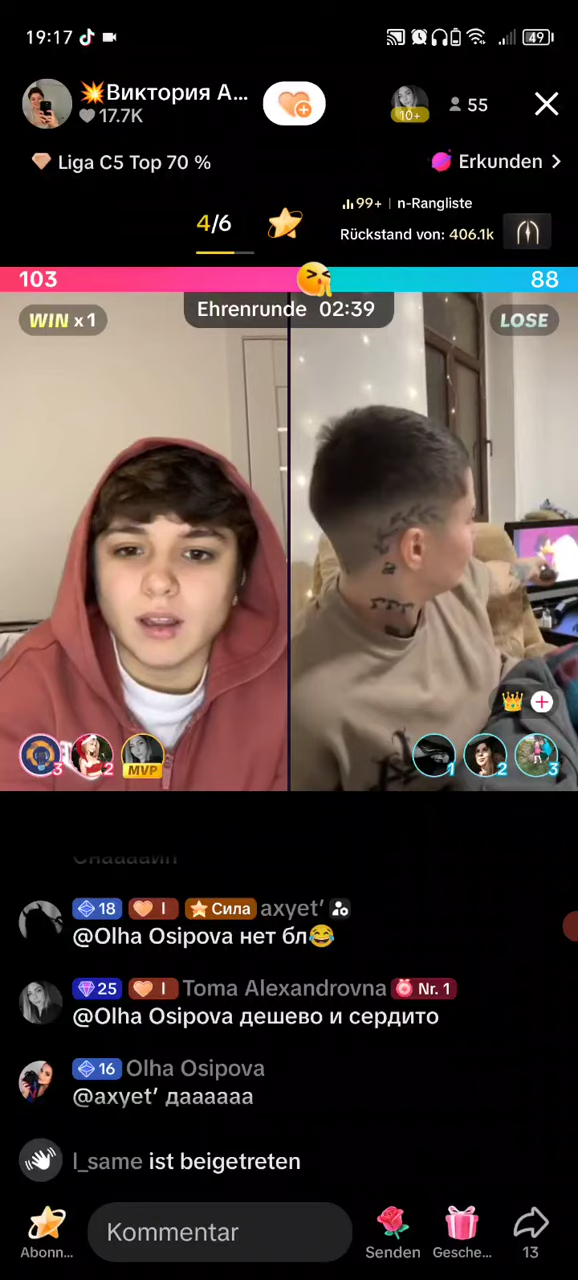 19:17
49
💥Виктория А...
17.7K
10+
55
Liga C5 Top 70 %
Erkunden
4/6
99+ | n-Rangliste
Rückstand von: 406.1k
103
88
WIN x 1
Ehrenrunde 02:39
LOSE
3
2
MVP
1
2
3
18 I Сила axyet’
@Olha Osipova нет бл😂
25 I Toma Alexandrovna Nr. 1
@Olha Osipova дешево и сердито
16 Olha Osipova
@axyet’ дaaaaaa
l_same ist beigetreten
Kommentar
Abonn...
Senden
Gesche...
13